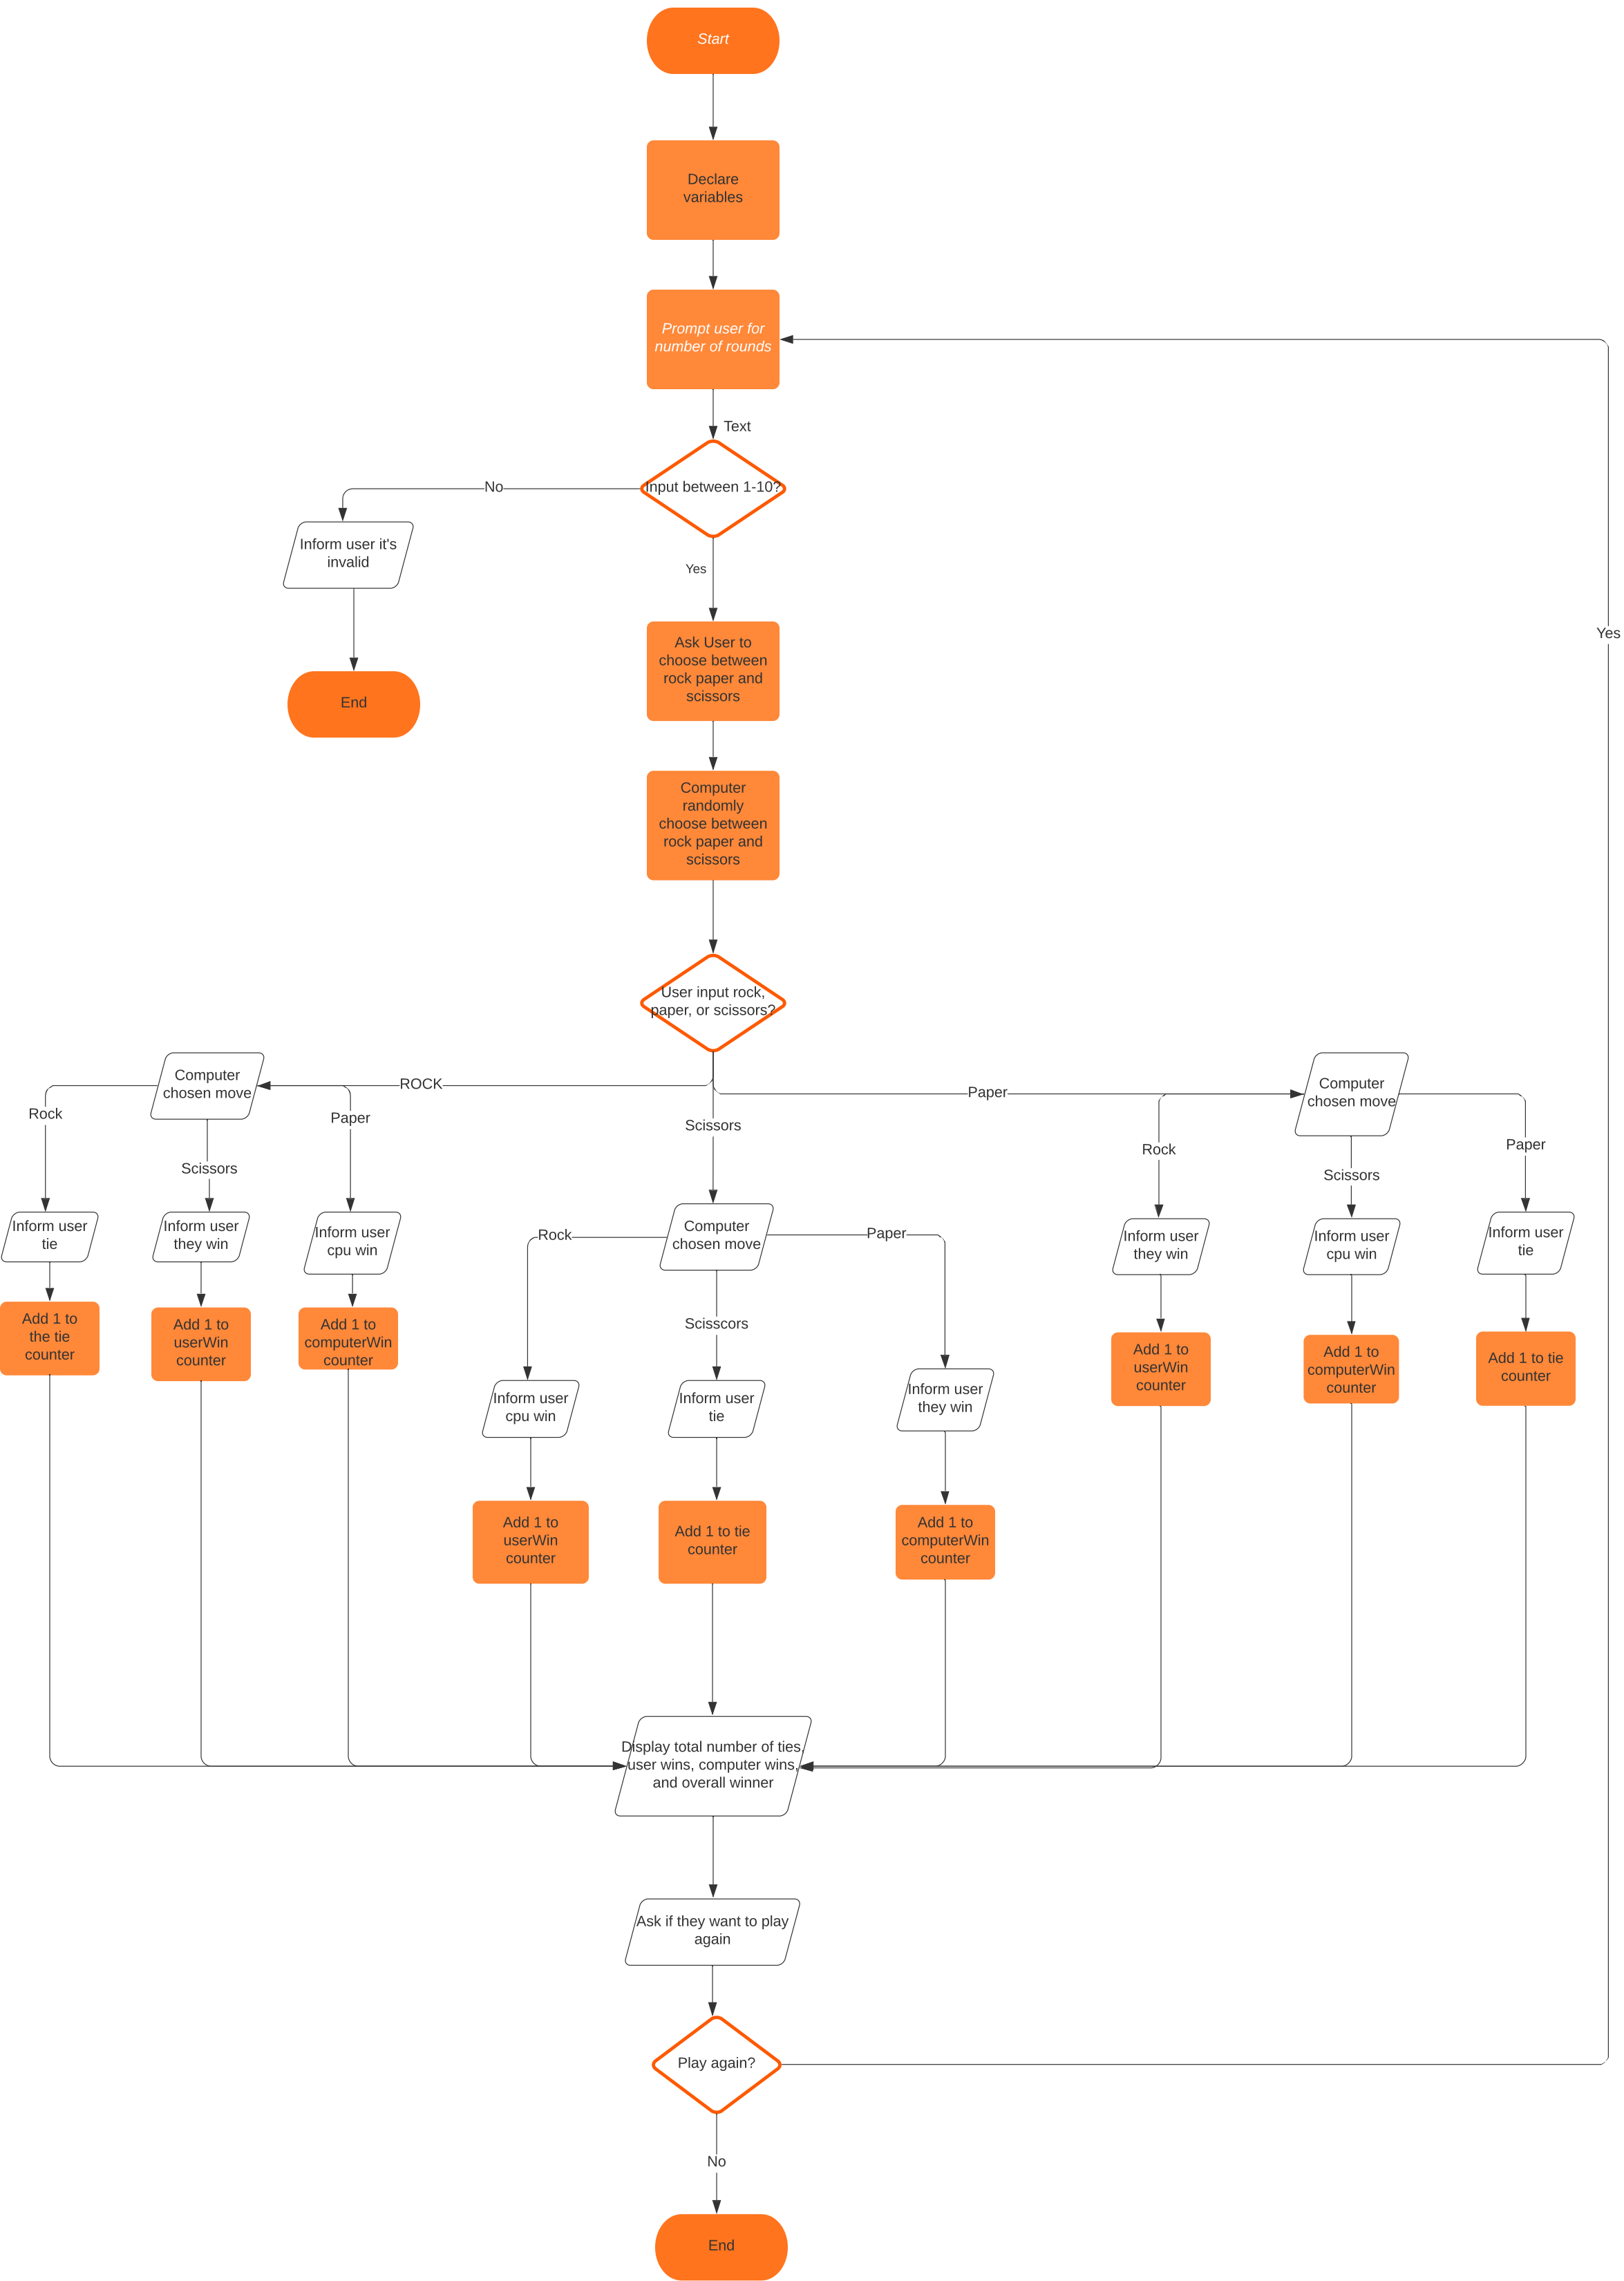 Start
Declare
variables
Prompt user for
number of rounds
Text
Input between 1-10?
No
Inform user it's
invalid
End
Yes
Yes
Ask User to
choose between
rock paper and
scissors
Computer
randomly
choose between
rock paper and
scissors
User input rock,
paper, or scissors?
ROCK
Scissors
Paper
Computer
chosen move
Rock
Scissors
Paper
Inform user
tie
Inform user
they win
Inform user
cpu win
Add 1 to
the tie
counter
Add 1 to
userWin
counter
Add 1 to
computerWin
counter
Computer
chosen move
Rock
Scisscors
Paper
Inform user
cpu win
Inform user
tie
Inform user
they win
Add 1 to
userWin
counter
Add 1 to tie
counter
Add 1 to
computerWin
counter
Computer
chosen move
Rock
Scissors
Paper
Inform user
they win
Inform user
cpu win
Inform user
tie
Add 1 to
userWin
counter
Add 1 to
computerWin
counter
Add 1 to tie
counter
Display total number of ties,
user wins, computer wins,
and overall winner
Ask if they want to play
again
Play again?
No
End